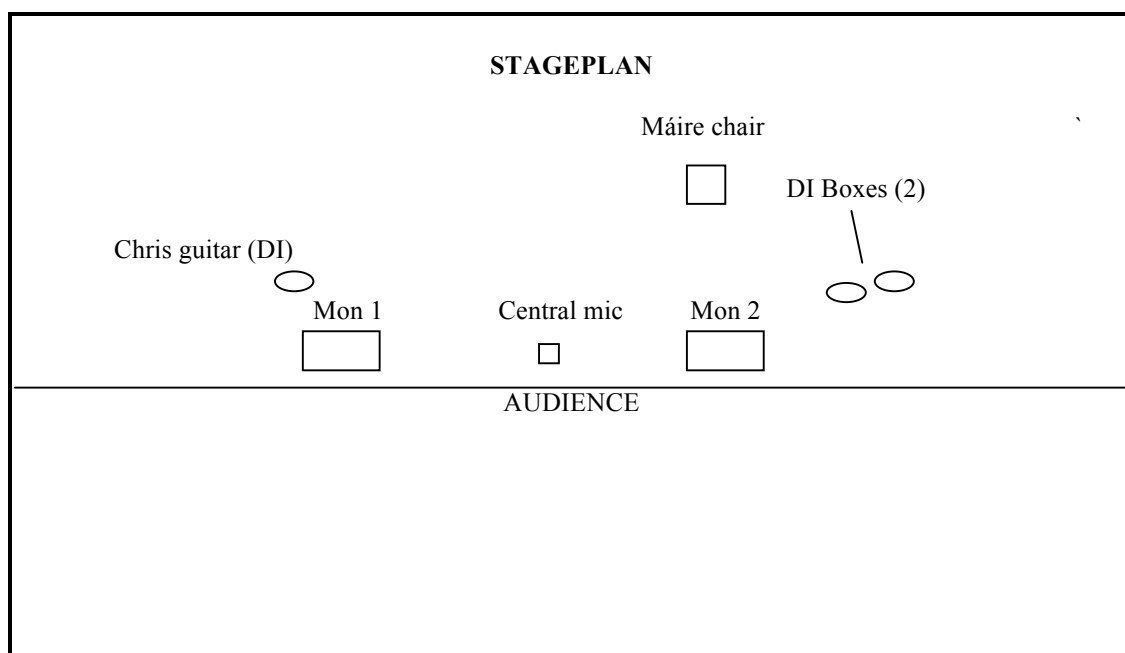 STAGEPLAN
Máire chair
`
DI Boxes (2)
Chris guitar (DI)
Mon 1
Central mic
Mon 2
AUDIENCE